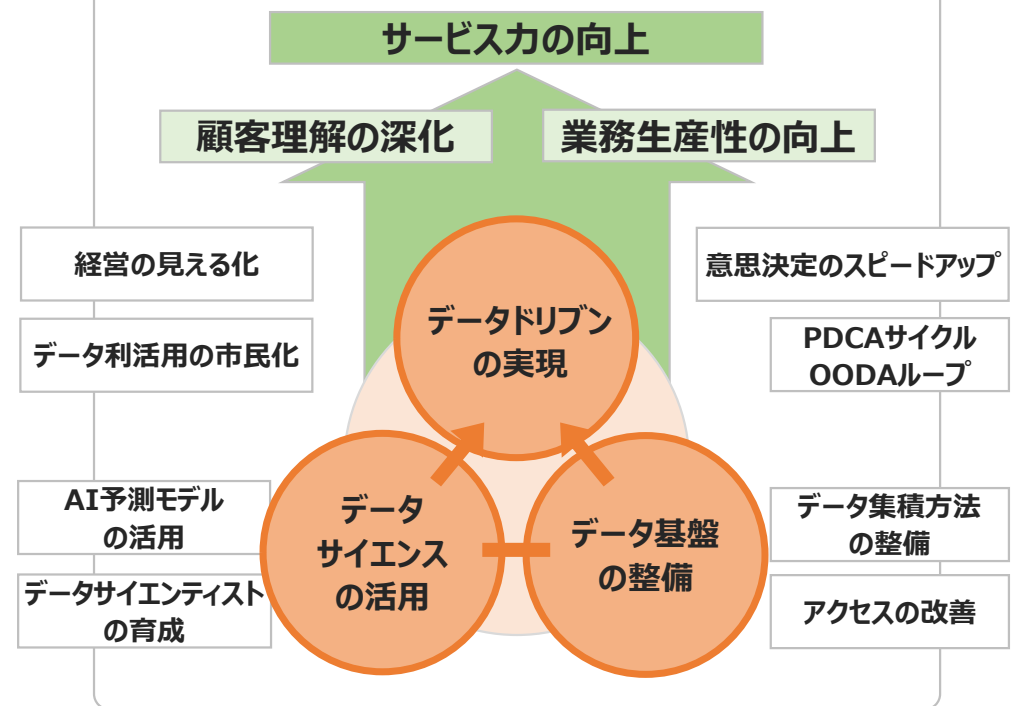 サービス力の向上
顧客理解の深化
業務生産性の向上
経営の見える化
意思決定のスピードアップ
データ利活用の市民化
データドリブン
の実現
PDCAサイクル
OODAループ
AI予測モデル
の活用
データサイエンティスト
の育成
データ
サイエンス
の活用
データ基盤
の整備
データ集積方法
の整備
アクセスの改善